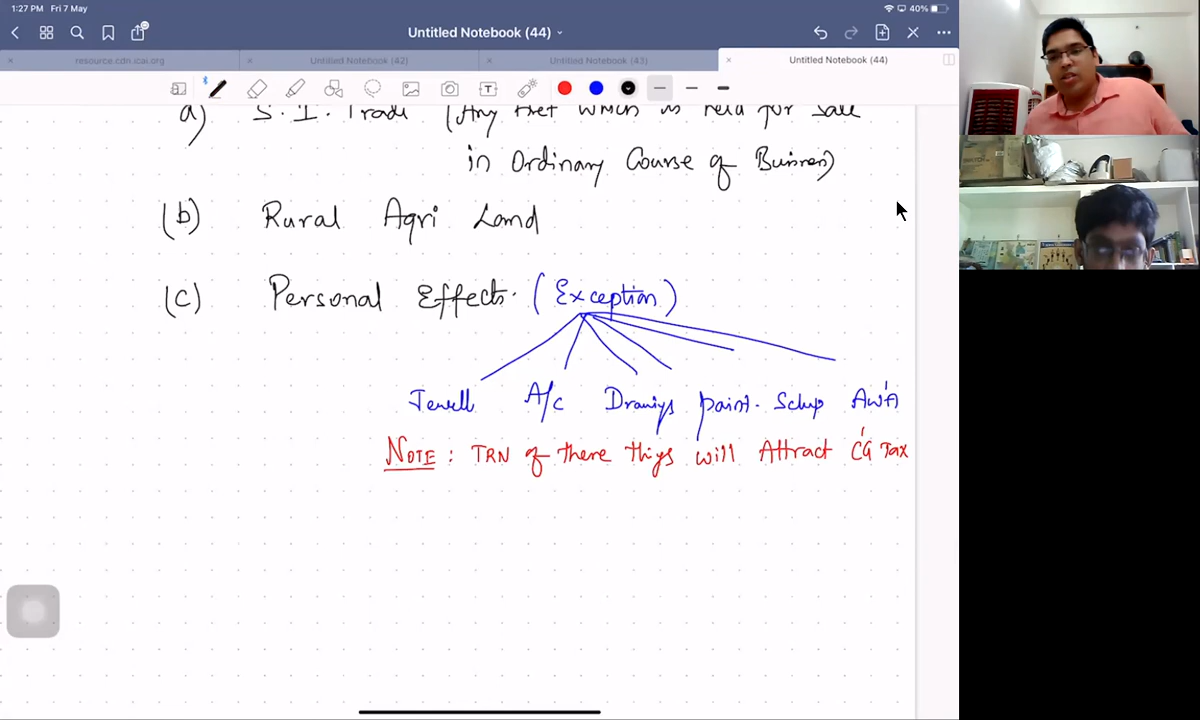 1:27 PM Fri 7 May
40%
Untitled Notebook (44)
resource.cdn.icai.org
Untitled Notebook (42)
Untitled Notebook (43)
Untitled Notebook (44)
a) S. I. Trade (Any Asset which is held for sale
in Ordinary Course of Business)
(b) Rural Agri Land
(c) Personal Effects. (Exception)
Jewell A/c Drawigs paint. Sculp AWA
NOTE : TRN of these thigs will Attract CG Tax